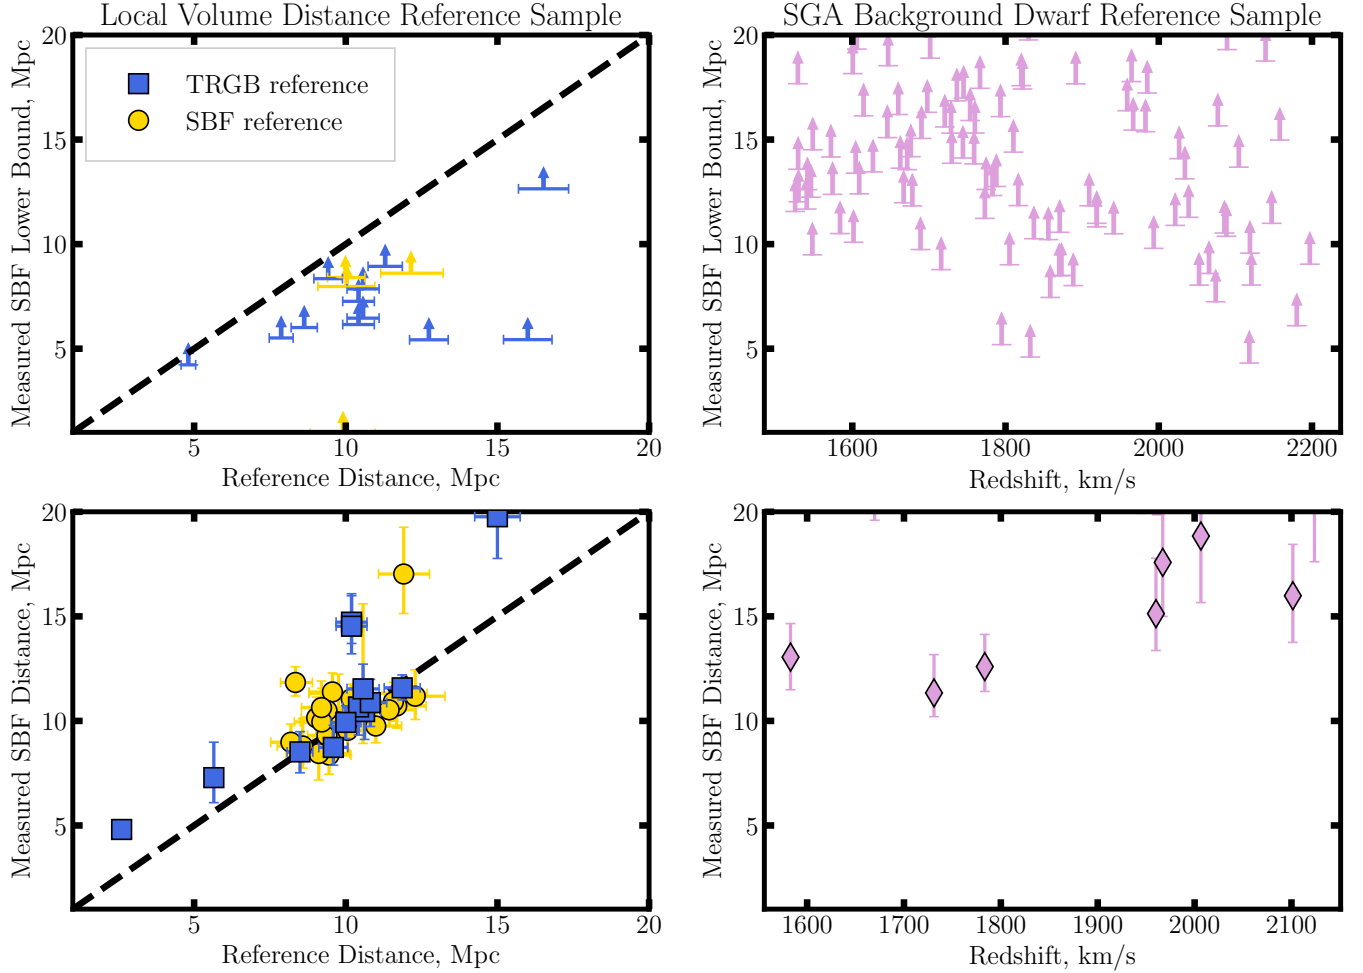 Local Volume Distance Reference Sample
SGA Background Dwarf Reference Sample
Measured SBF Lower Bound, Mpc
20
15
10
5
TRGB reference
SBF reference
5
10
15
20
Reference Distance, Mpc
Measured SBF Lower Bound, Mpc
20
15
10
5
1600
1800
2000
2200
Redshift, km/s
Measured SBF Distance, Mpc
20
15
10
5
5
10
15
20
Reference Distance, Mpc
Measured SBF Distance, Mpc
20
15
10
5
1600
1700
1800
1900
2000
2100
Redshift, km/s